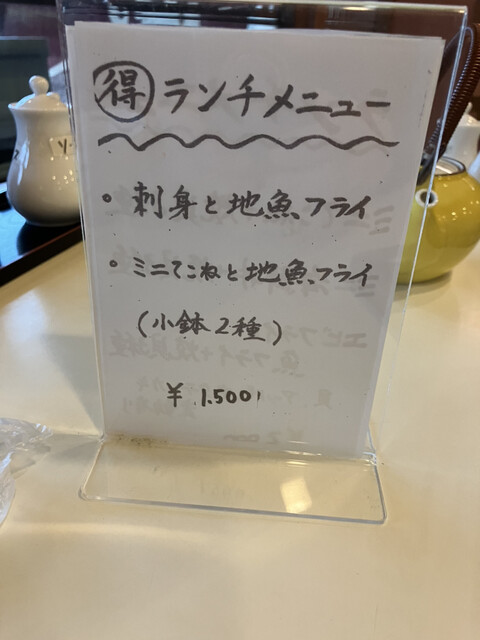 得 ランチメニュー
・刺身と地魚フライ
・ミニてこねと地魚フライ
(小鉢2種)
¥ 1.500